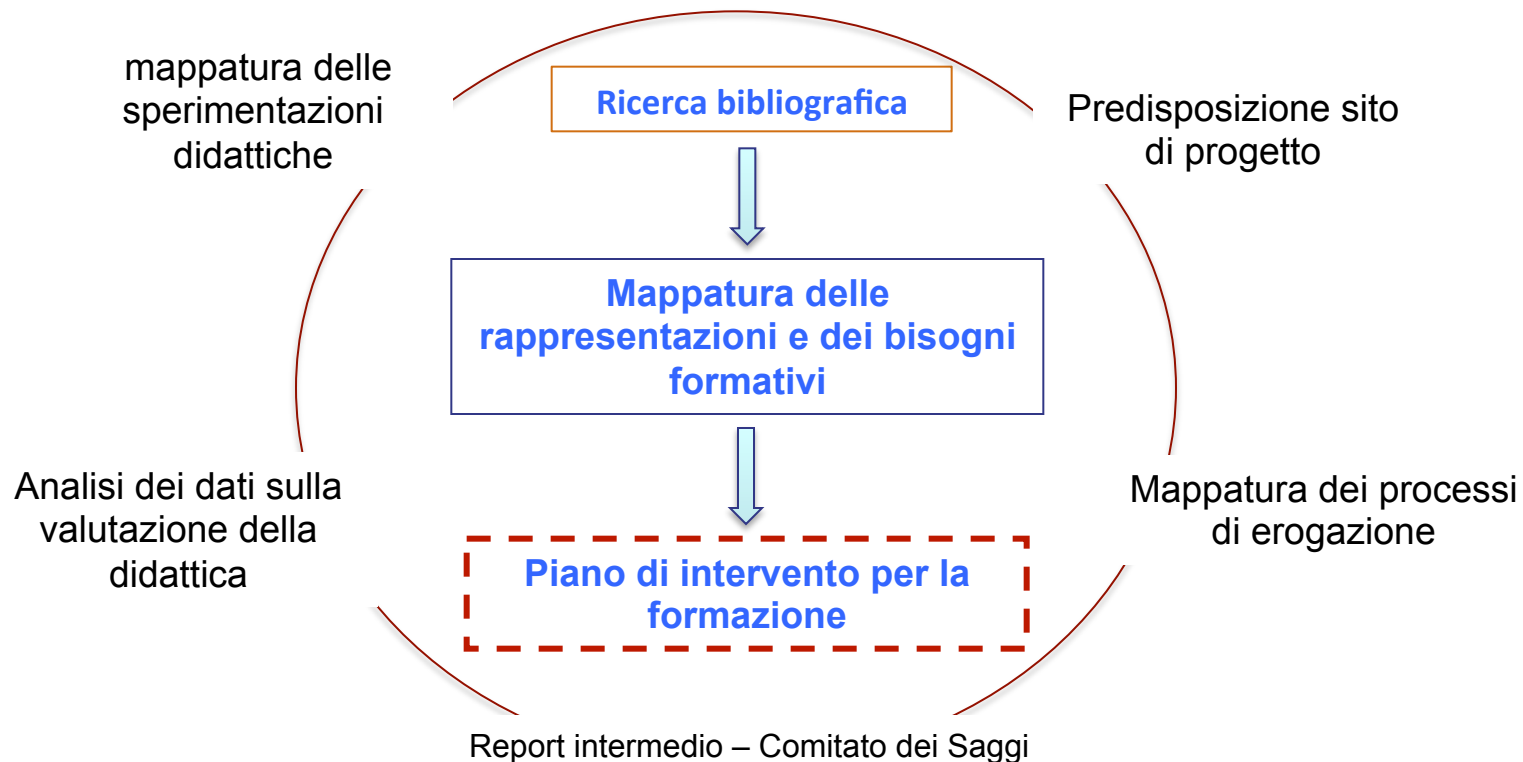 mappatura delle
sperimentazioni
didattiche
Ricerca bibliografica
Predisposizione sito
di progetto
Mappatura delle
rappresentazioni e dei bisogni
formativi
Analisi dei dati sulla
valutazione della
didattica
Mappatura dei processi
di erogazione
Piano di intervento per la
formazione
Report intermedio – Comitato dei Saggi